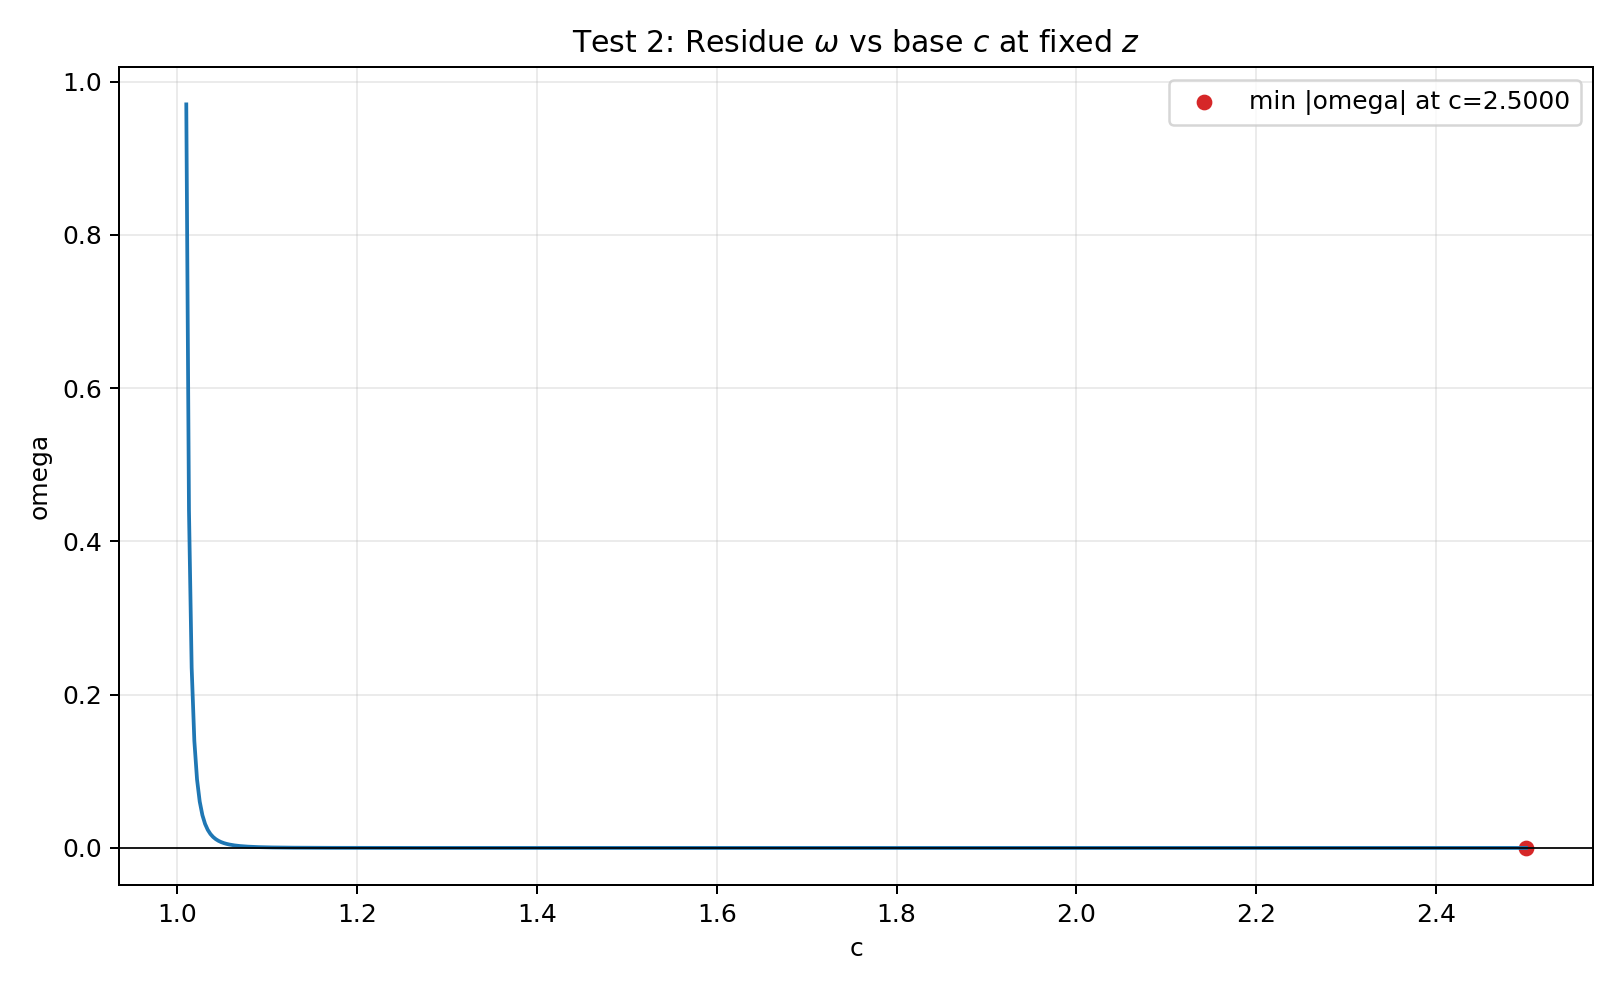 Test 2: Residue ω vs base c at fixed z
min |omega| at c=2.5000
1.0
0.8
0.6
0.4
0.2
0.0
omega
1.0 1.2 1.4 1.6 1.8 2.0 2.2 2.4
c